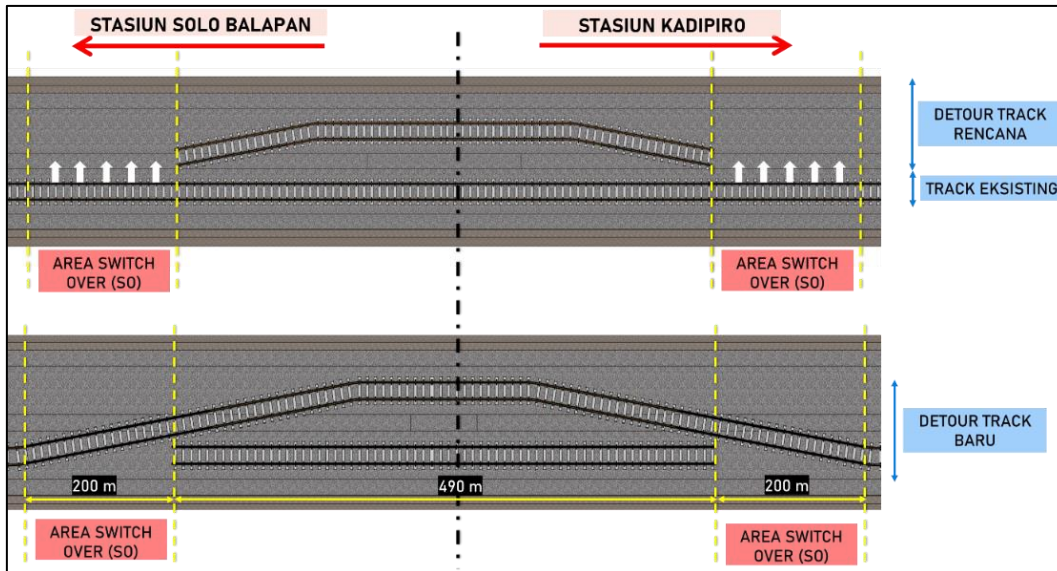 STASIUN SOLO BALAPAN
STASIUN KADIPIRO
DETOUR TRACK
RENCANA
TRACK EKSISTING
AREA SWITCH
OVER (SO)
AREA SWITCH
OVER (SO)
DETOUR TRACK
BARU
200 m
490 m
200 m
AREA SWITCH
OVER (SO)
AREA SWITCH
OVER (SO)